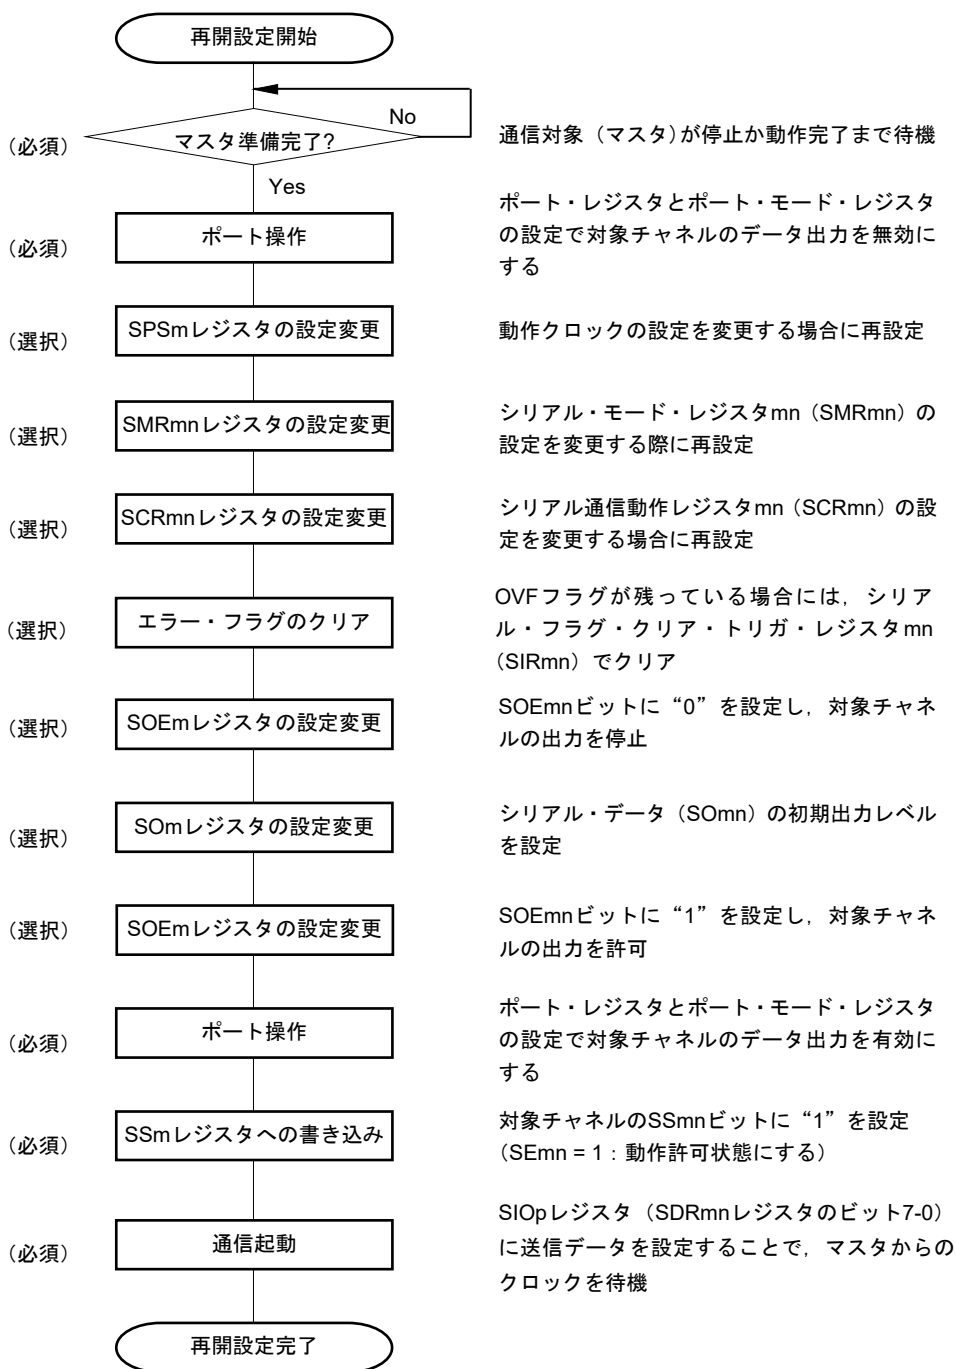 再開設定開始
No
(必須)
マスタ準備完了?
通信対象(マスタ)が停止か動作完了まで待機
Yes
(必須)
ポート操作
ポート・レジスタとポート・モード・レジスタ
の設定で対象チャネルのデータ出力を無効に
する
(選択)
SPSmレジスタの設定変更
動作クロックの設定を変更する場合に再設定
(選択)
SMRmnレジスタの設定変更
シリアル・モード・レジスタmn(SMRmn)の
設定を変更する際に再設定
(選択)
SCRmnレジスタの設定変更
シリアル通信動作レジスタmn(SCRmn)の設
定を変更する場合に再設定
(選択)
エラー・フラグのクリア
OVFフラグが残っている場合には,シリア
ル・フラグ・クリア・トリガ・レジスタmn
(SIRmn)でクリア
(選択)
SOEmレジスタの設定変更
SOEmnビットに“0”を設定し,対象チャネ
ルの出力を停止
(選択)
SOmレジスタの設定変更
シリアル・データ(SOmn)の初期出力レベル
を設定
(選択)
SOEmレジスタの設定変更
SOEmnビットに“1”を設定し,対象チャネ
ルの出力を許可
(必須)
ポート操作
ポート・レジスタとポート・モード・レジスタ
の設定で対象チャネルのデータ出力を有効に
する
(必須)
SSmレジスタへの書き込み
対象チャネルのSSmnビットに“1”を設定
(SEmn = 1:動作許可状態にする)
(必須)
通信起動
SIOpレジスタ(SDRmnレジスタのビット7-0)
に送信データを設定することで,マスタからの
クロックを待機
再開設定完了